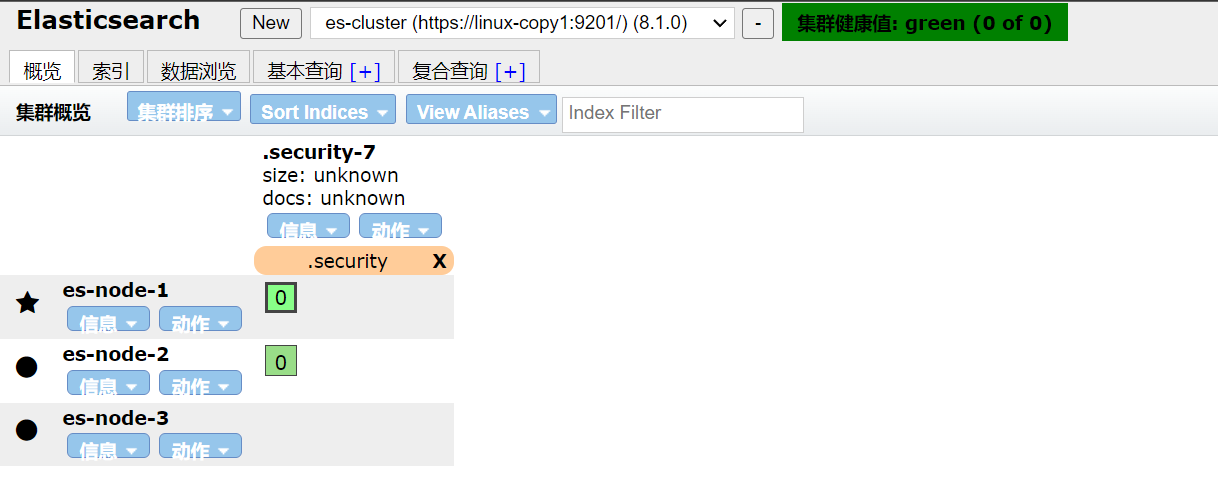 Elasticsearch New es-cluster (https://linux-copy1:9201/) (8.1.0) - 集群健康值: green (0 of 0)
概览 索引 数据浏览 基本查询 [+] 复合查询 [+]
集群概览 集群排序 Sort Indices View Aliases Index Filter
.security-7
size: unknown
docs: unknown
信息 动作
.security X
es-node-1 0
信息 动作
es-node-2 0
信息 动作
es-node-3
信息 动作